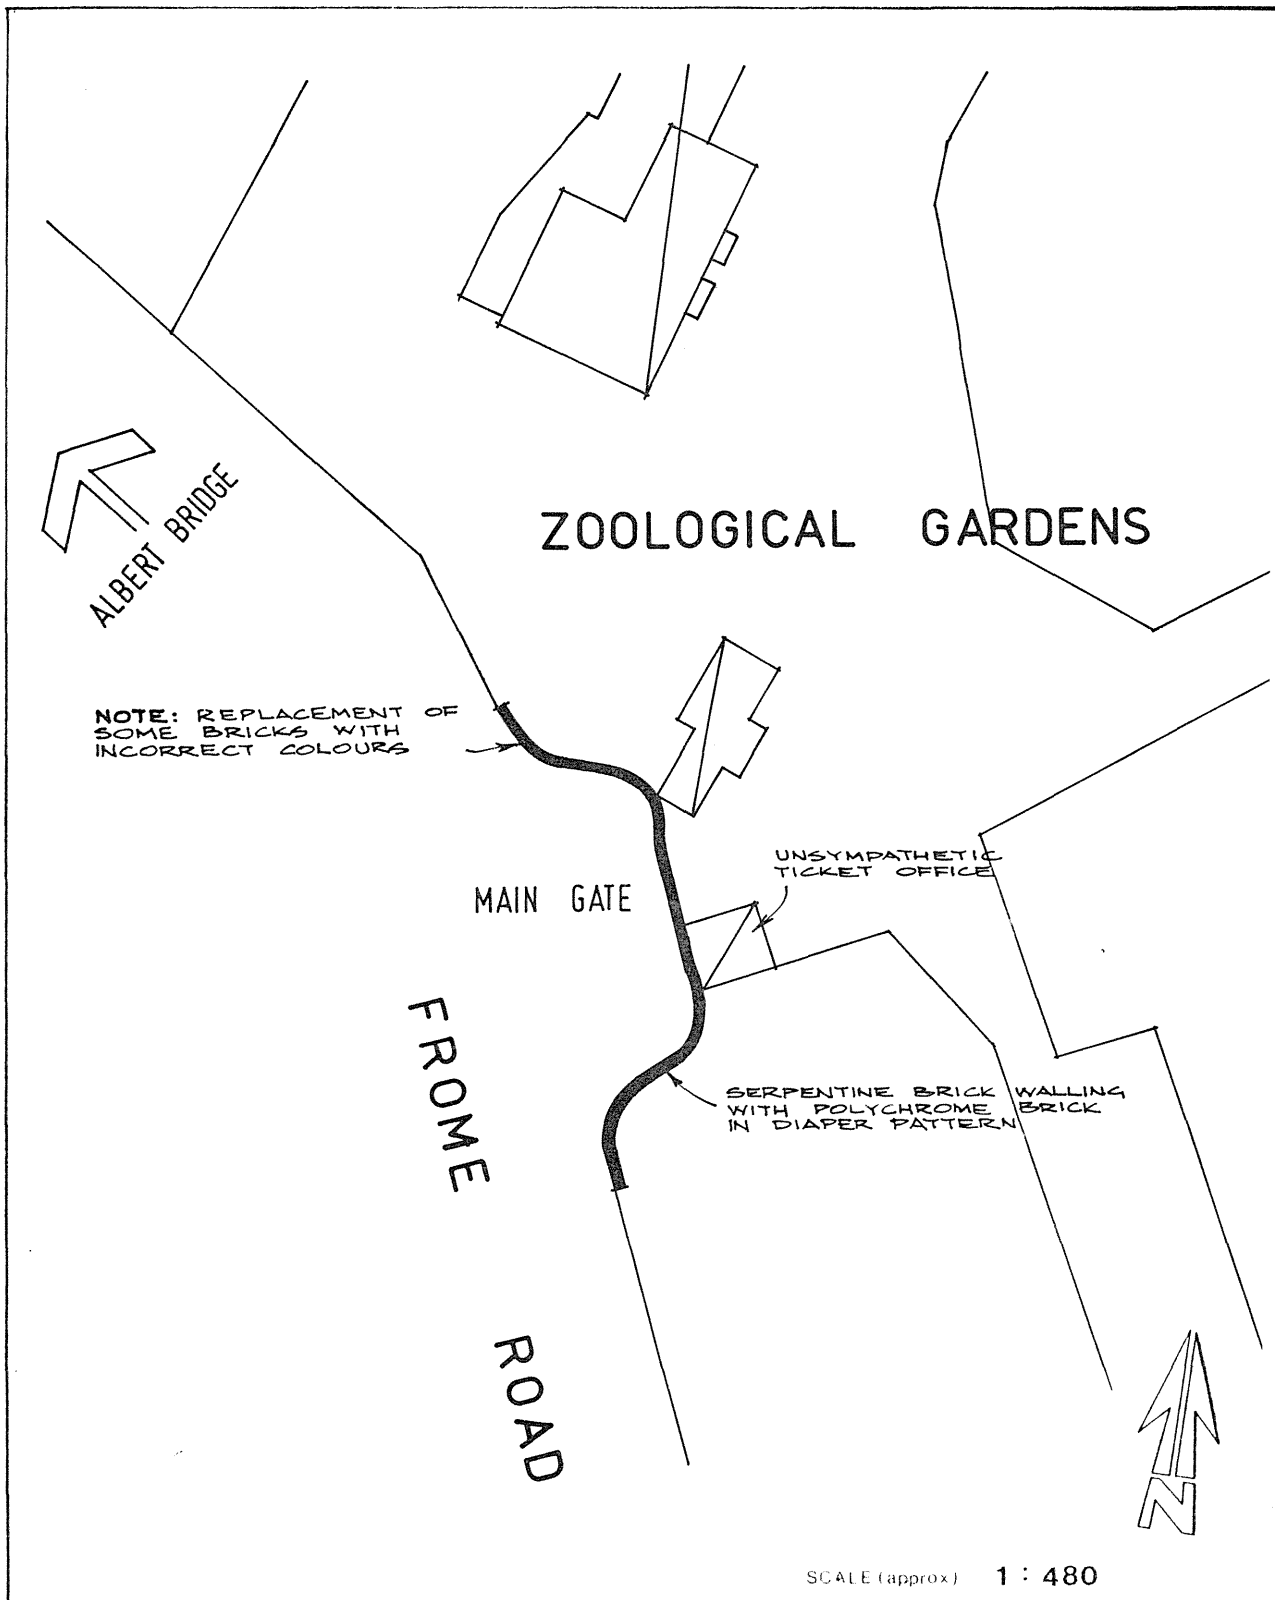 ZOOLOGICAL GARDENS
ALBERT BRIDGE
NOTE: REPLACEMENT OF
SOME BRICKS WITH
INCORRECT COLOURS
UNSYMPATHETIC
TICKET OFFICE
MAIN GATE
FROME ROAD
SERPENTINE BRICK WALLING
WITH POLYCHROME BRICK
IN DIAPER PATTERN
N
SCALE (approx) 1 : 480